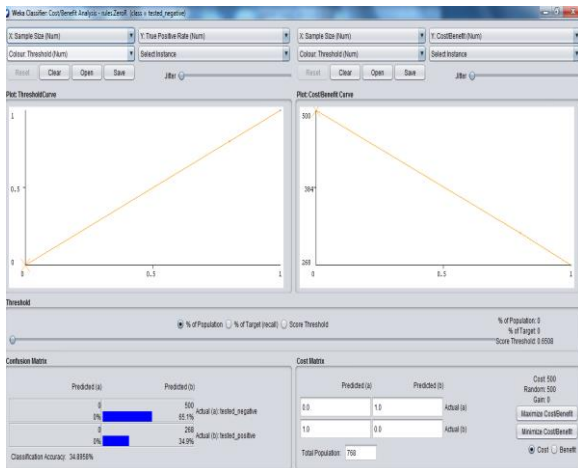 Weka Classifier: Cost/Benefit Analysis - rules.ZeroR (class = tested_negative)
X: Sample Size (Num)
Y: True Positive Rate (Num)
X: Sample Size (Num)
Y: Cost/Benefit (Num)
Colour: Threshold (Num)
Select Instance
Colour: Threshold (Num)
Select Instance
Reset Clear Open Save Jitter
Reset Clear Open Save Jitter
Plot: ThresholdCurve
Plot: Cost/Benefit Curve
1
0.5
0
0 0.5 1
500
384
268
0 0.5 1
Threshold
% of Population % of Target (recall) Score Threshold
% of Population: 0
% of Target: 0
Score Threshold: 0.6508
Confusion Matrix
Predicted (a) Predicted (b)
0 500
0% 65.1% Actual (a): tested_negative
0 268
0% 34.9% Actual (b): tested_positive
Classification Accuracy: 34.8958%
Cost Matrix
Predicted (a) Predicted (b)
0.0 1.0 Actual (a)
1.0 0.0 Actual (b)
Total Population 768
Cost: 500
Random: 500
Gain: 0
Maximize Cost/Benefit
Minimize Cost/Benefit
Cost Benefit